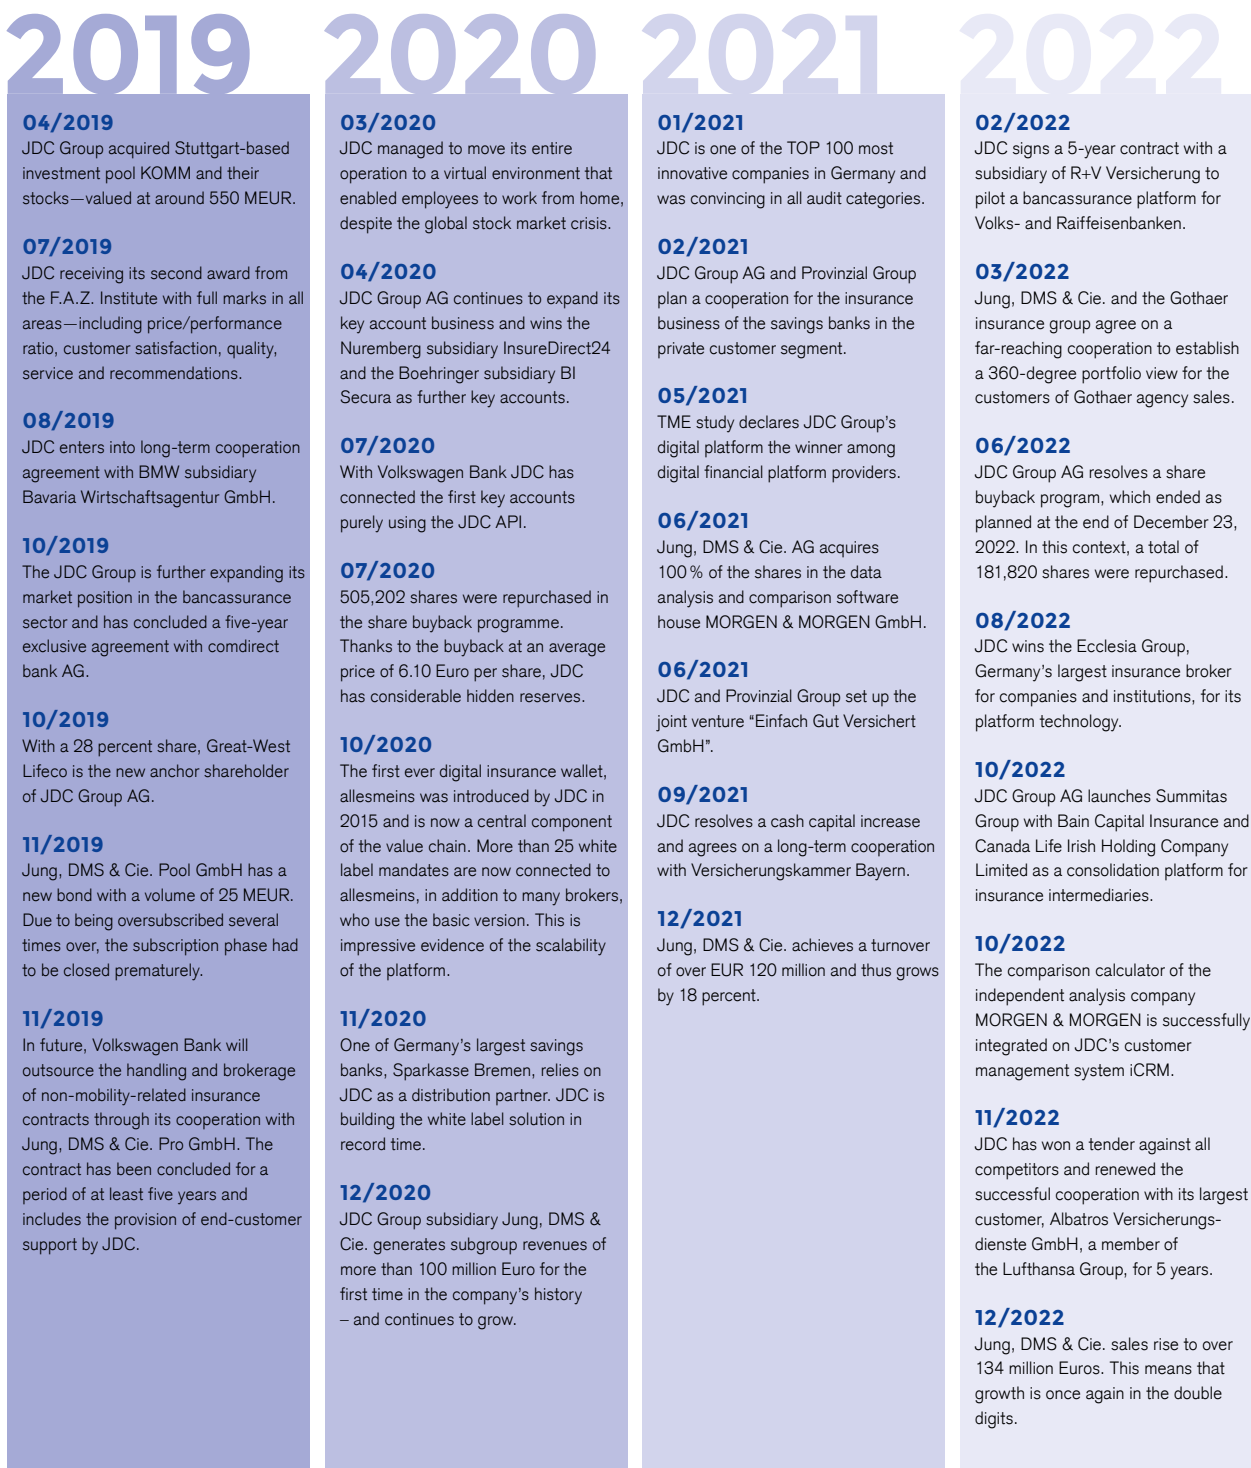 2019
04/2019
JDC Group acquired Stuttgart-based
investment pool KOMM and their
stocks—valued at around 550 MEUR.
07/2019
JDC receiving its second award from
the F.A.Z. Institute with full marks in all
areas—including price/performance
ratio, customer satisfaction, quality,
service and recommendations.
08/2019
JDC enters into long-term cooperation
agreement with BMW subsidiary
Bavaria Wirtschaftsagentur GmbH.
10/2019
The JDC Group is further expanding its
market position in the bancassurance
sector and has concluded a five-year
exclusive agreement with comdirect
bank AG.
10/2019
With a 28 percent share, Great-West
Lifeco is the new anchor shareholder
of JDC Group AG.
11/2019
Jung, DMS & Cie. Pool GmbH has a
new bond with a volume of 25 MEUR.
Due to being oversubscribed several
times over, the subscription phase had
to be closed prematurely.
11/2019
In future, Volkswagen Bank will
outsource the handling and brokerage
of non-mobility-related insurance
contracts through its cooperation with
Jung, DMS & Cie. Pro GmbH. The
contract has been concluded for a
period of at least five years and
includes the provision of end-customer
support by JDC.
2020
03/2020
JDC managed to move its entire
operation to a virtual environment that
enabled employees to work from home,
despite the global stock market crisis.
04/2020
JDC Group AG continues to expand its
key account business and wins the
Nuremberg subsidiary InsureDirect24
and the Boehringer subsidiary BI
Secura as further key accounts.
07/2020
With Volkswagen Bank JDC has
connected the first key accounts
purely using the JDC API.
07/2020
505,202 shares were repurchased in
the share buyback programme.
Thanks to the buyback at an average
price of 6.10 Euro per share, JDC
has considerable hidden reserves.
10/2020
The first ever digital insurance wallet,
allesmeins was introduced by JDC in
2015 and is now a central component
of the value chain. More than 25 white
label mandates are now connected to
allesmeins, in addition to many brokers,
who use the basic version. This is
impressive evidence of the scalability
of the platform.
11/2020
One of Germany's largest savings
banks, Sparkasse Bremen, relies on
JDC as a distribution partner. JDC is
building the white label solution in
record time.
12/2020
JDC Group subsidiary Jung, DMS &
Cie. generates subgroup revenues of
more than 100 million Euro for the
first time in the company's history
– and continues to grow.
2021
01/2021
JDC is one of the TOP 100 most
innovative companies in Germany and
was convincing in all audit categories.
02/2021
JDC Group AG and Provinzial Group
plan a cooperation for the insurance
business of the savings banks in the
private customer segment.
05/2021
TME study declares JDC Group's
digital platform the winner among
digital financial platform providers.
06/2021
Jung, DMS & Cie. AG acquires
100 % of the shares in the data
analysis and comparison software
house MORGEN & MORGEN GmbH.
06/2021
JDC and Provinzial Group set up the
joint venture “Einfach Gut Versichert
GmbH”.
09/2021
JDC resolves a cash capital increase
and agrees on a long-term cooperation
with Versicherungskammer Bayern.
12/2021
Jung, DMS & Cie. achieves a turnover
of over EUR 120 million and thus grows
by 18 percent.
2022
02/2022
JDC signs a 5-year contract with a
subsidiary of R+V Versicherung to
pilot a bancassurance platform for
Volks- and Raiffeisenbanken.
03/2022
Jung, DMS & Cie. and the Gothaer
insurance group agree on a
far-reaching cooperation to establish
a 360-degree portfolio view for the
customers of Gothaer agency sales.
06/2022
JDC Group AG resolves a share
buyback program, which ended as
planned at the end of December 23,
2022. In this context, a total of
181,820 shares were repurchased.
08/2022
JDC wins the Ecclesia Group,
Germany's largest insurance broker
for companies and institutions, for its
platform technology.
10/2022
JDC Group AG launches Summitas
Group with Bain Capital Insurance and
Canada Life Irish Holding Company
Limited as a consolidation platform for
insurance intermediaries.
10/2022
The comparison calculator of the
independent analysis company
MORGEN & MORGEN is successfully
integrated on JDC's customer
management system iCRM.
11/2022
JDC has won a tender against all
competitors and renewed the
successful cooperation with its largest
customer, Albatros Versicherungs-
dienste GmbH, a member of
the Lufthansa Group, for 5 years.
12/2022
Jung, DMS & Cie. sales rise to over
134 million Euros. This means that
growth is once again in the double
digits.